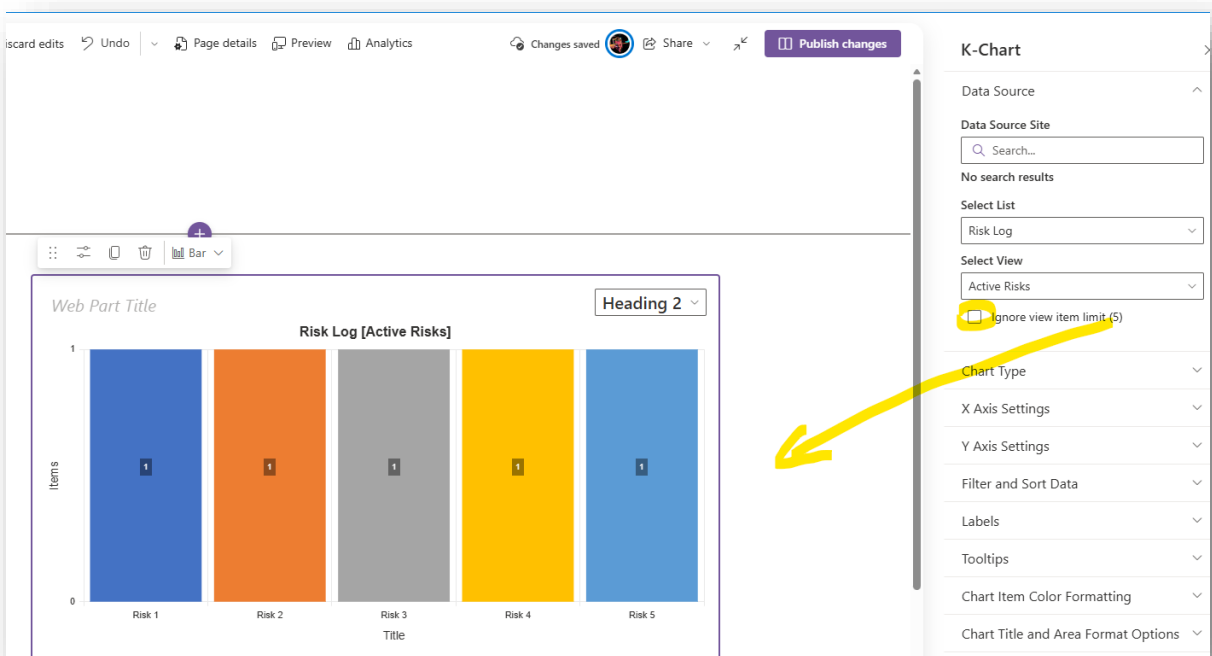 iscard edits Undo Page details Preview Analytics Changes saved Share Publish changes
K-Chart
Data Source
Data Source Site
Search...
No search results
Select List
Risk Log
Select View
Active Risks
Ignore view item limit (5)
Chart Type
X Axis Settings
Y Axis Settings
Filter and Sort Data
Labels
Tooltips
Chart Item Color Formatting
Chart Title and Area Format Options
Bar
Web Part Title
Heading 2
Risk Log [Active Risks]
1
Items
1 1 1 1 1
0
Risk 1 Risk 2 Risk 3 Risk 4 Risk 5
Title